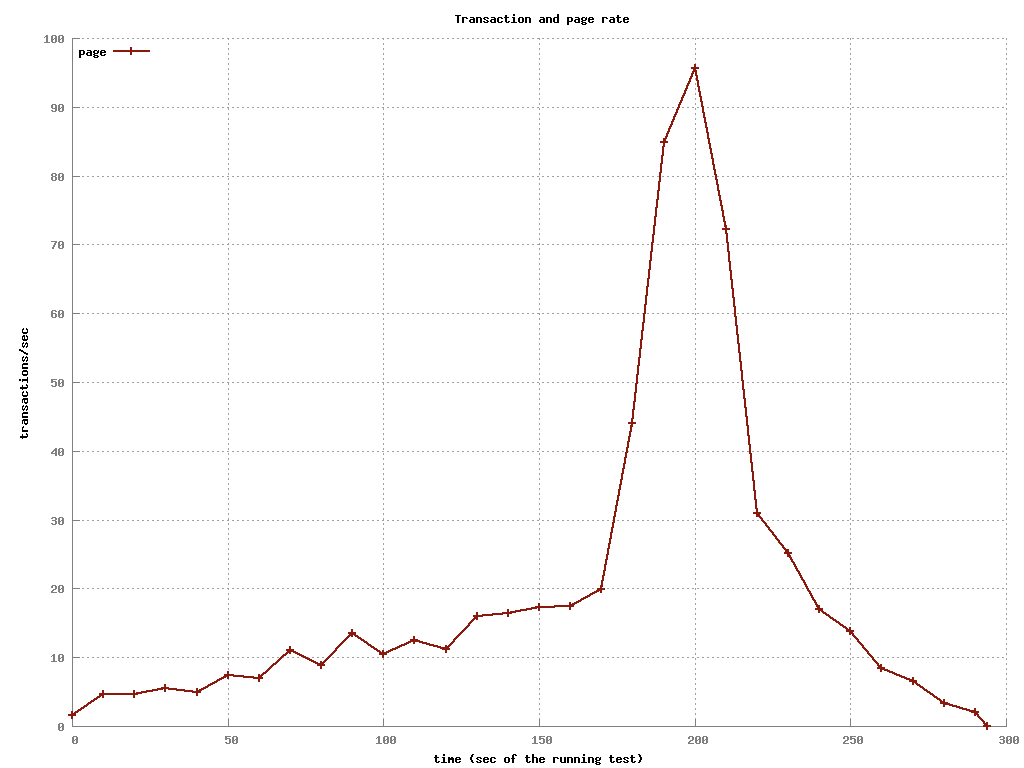 Transaction and page rate
page
100
90
80
70
60
50
40
30
20
10
0
transactions/sec
0 50 100 150 200 250 300
time (sec of the running test)